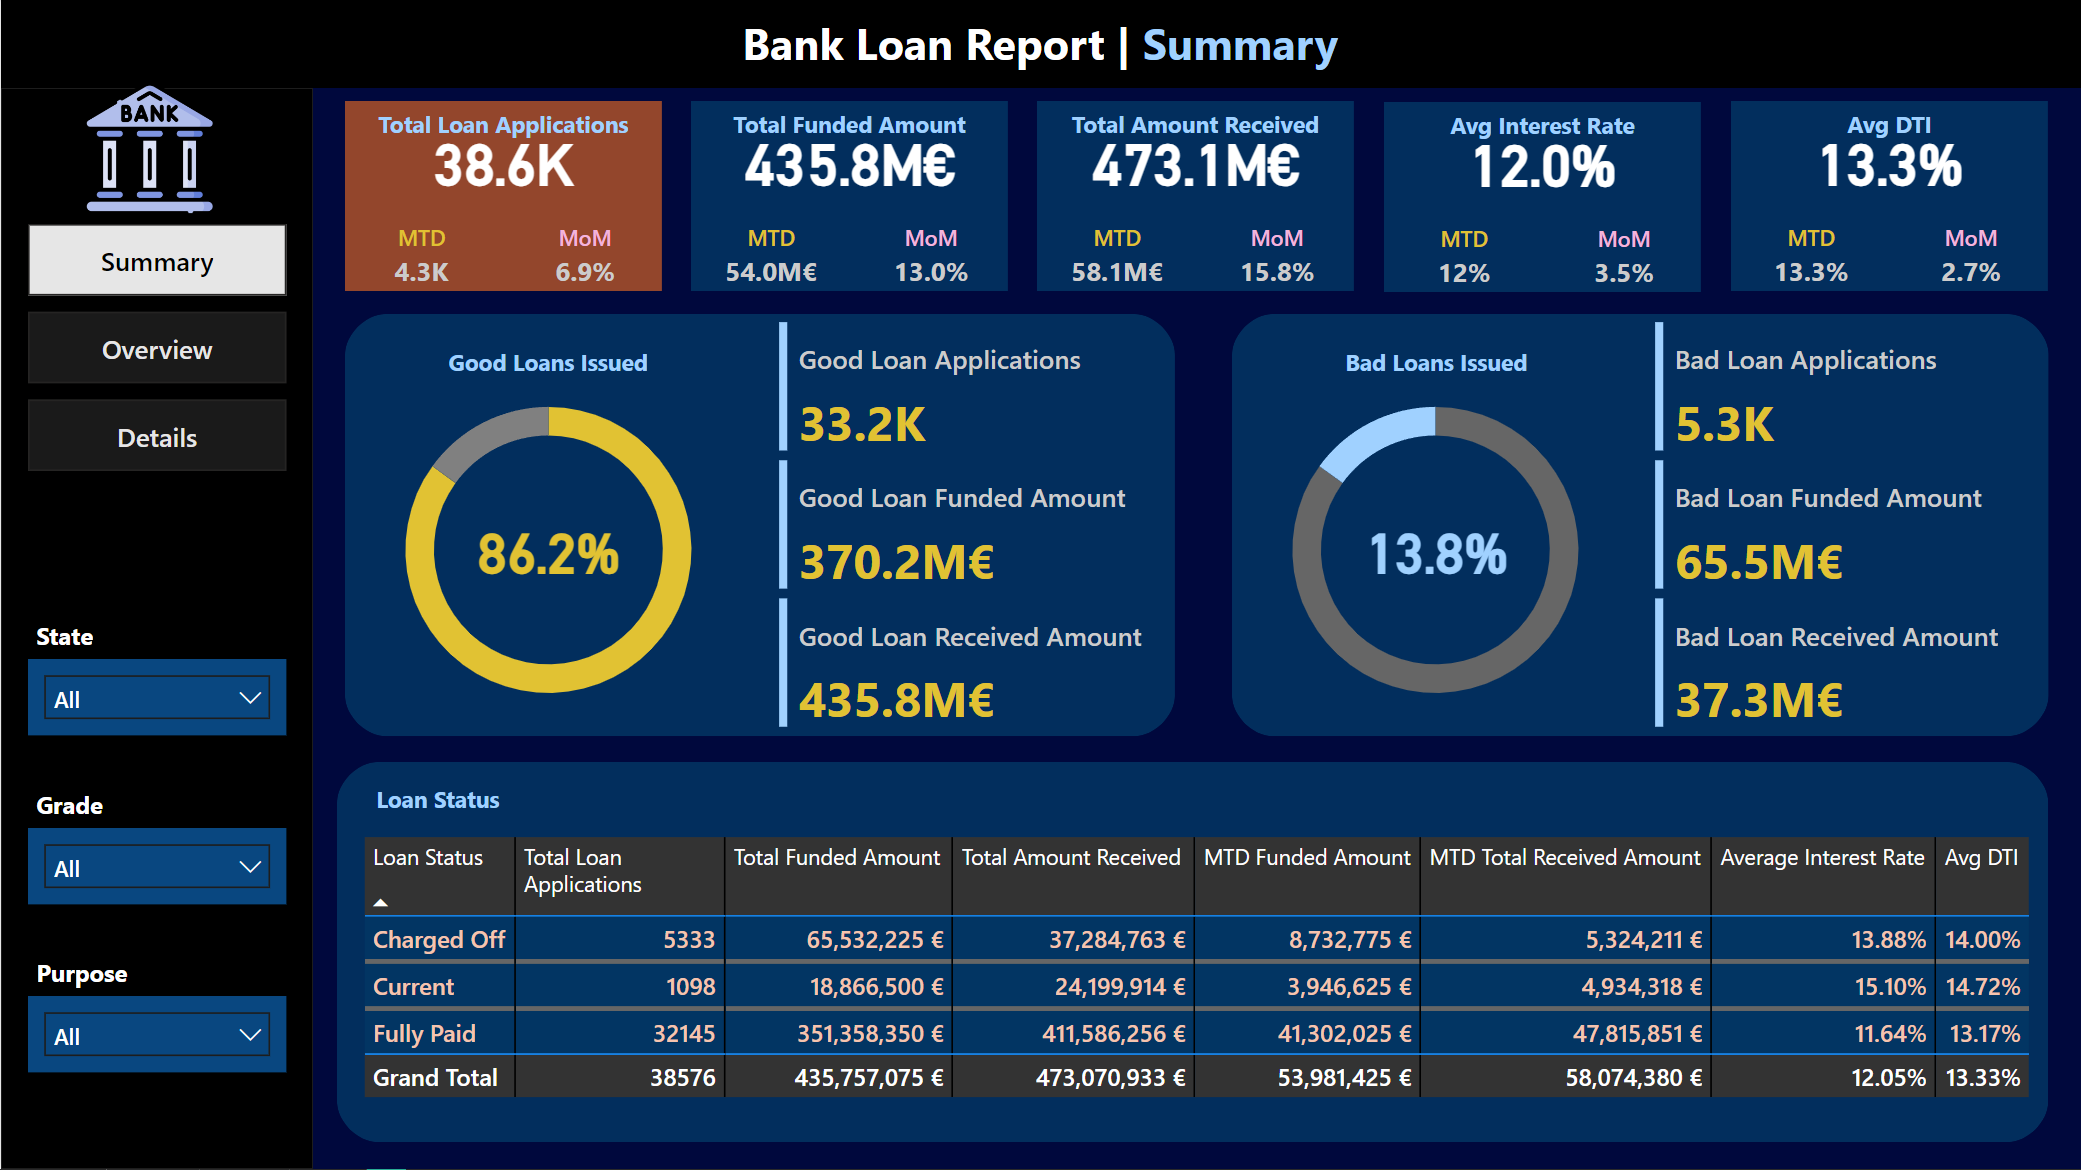 Bank Loan Report | Summary
BANK
Summary
Overview
Details
State
All
Grade
All
Purpose
All
Total Loan Applications
38.6K
MTD MoM
4.3K 6.9%
Total Funded Amount
435.8M€
MTD MoM
54.0M€ 13.0%
Total Amount Received
473.1M€
MTD MoM
58.1M€ 15.8%
Avg Interest Rate
12.0%
MTD MoM
12% 3.5%
Avg DTI
13.3%
MTD MoM
13.3% 2.7%
Good Loans Issued
86.2%
Good Loan Applications
33.2K
Good Loan Funded Amount
370.2M€
Good Loan Received Amount
435.8M€
Bad Loans Issued
13.8%
Bad Loan Applications
5.3K
Bad Loan Funded Amount
65.5M€
Bad Loan Received Amount
37.3M€
Loan Status
Loan Status Total Loan Applications Total Funded Amount Total Amount Received MTD Funded Amount MTD Total Received Amount Average Interest Rate Avg DTI
Charged Off 5333 65,532,225 € 37,284,763 € 8,732,775 € 5,324,211 € 13.88% 14.00%
Current 1098 18,866,500 € 24,199,914 € 3,946,625 € 4,934,318 € 15.10% 14.72%
Fully Paid 32145 351,358,350 € 411,586,256 € 41,302,025 € 47,815,851 € 11.64% 13.17%
Grand Total 38576 435,757,075 € 473,070,933 € 53,981,425 € 58,074,380 € 12.05% 13.33%